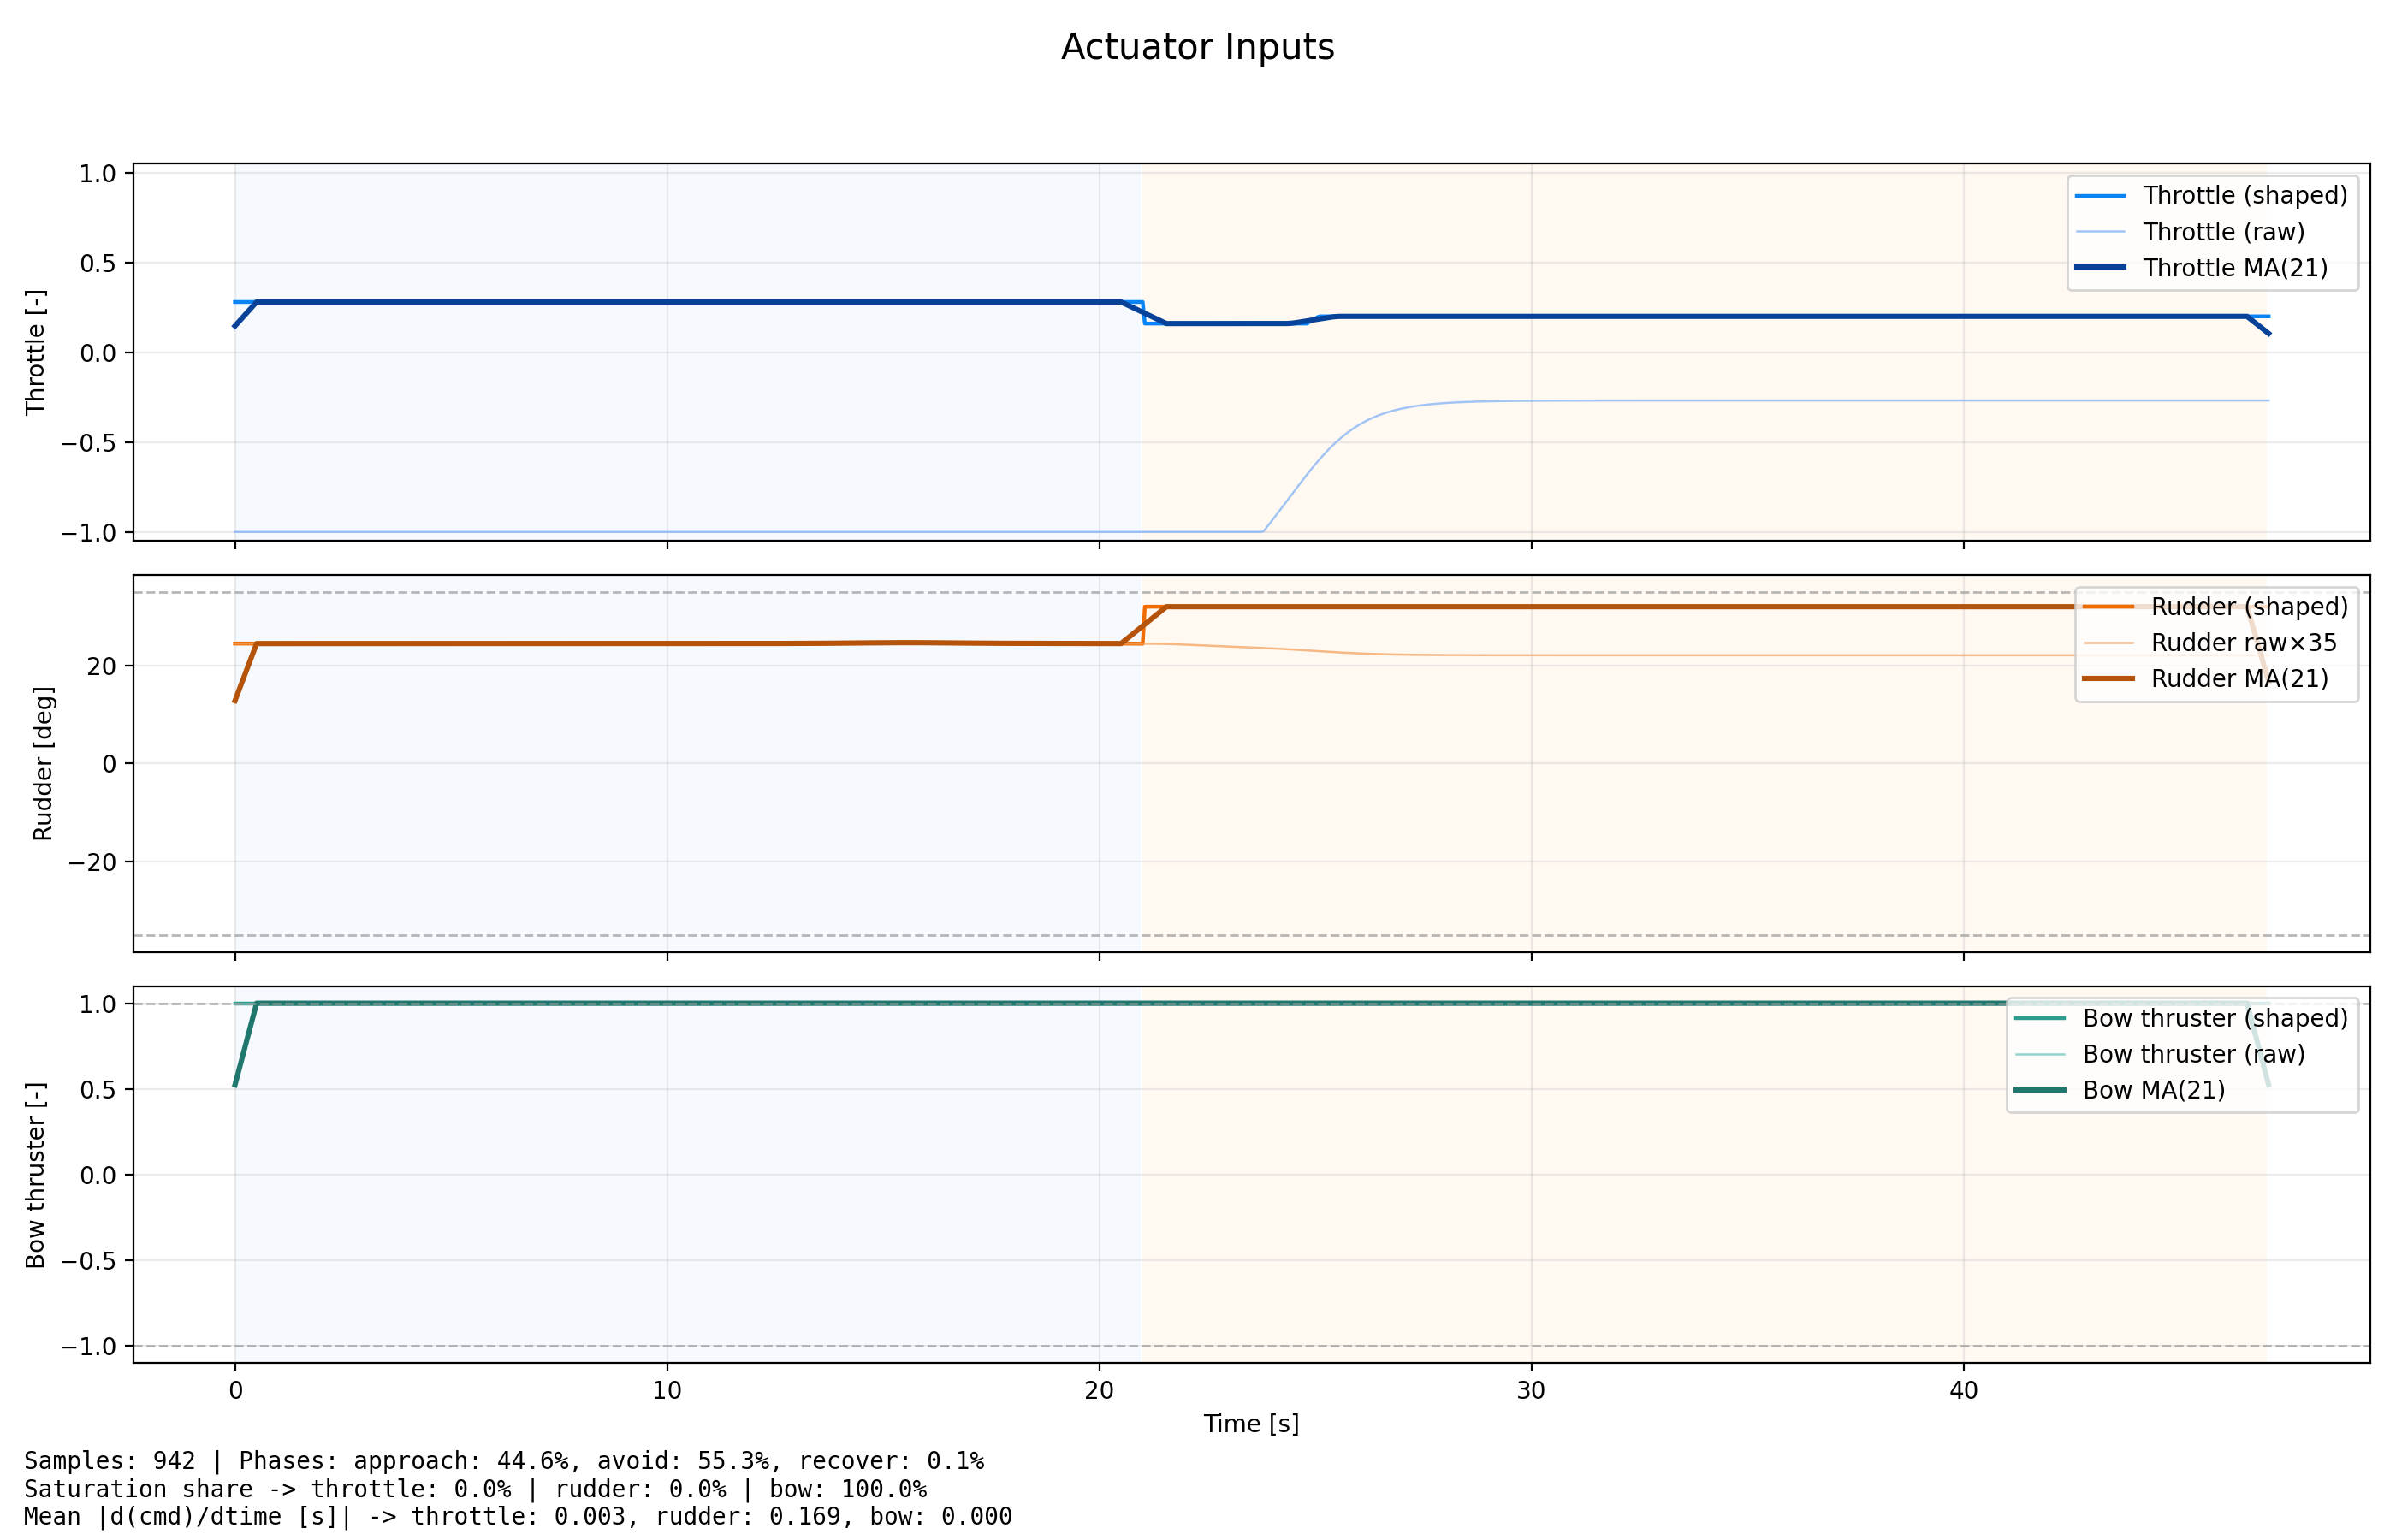 Actuator Inputs
1.0
0.5
0.0
−0.5
−1.0
Throttle [-]
Throttle (shaped)
Throttle (raw)
Throttle MA(21)
20
0
−20
Rudder [deg]
Rudder (shaped)
Rudder raw×35
Rudder MA(21)
1.0
0.5
0.0
−0.5
−1.0
Bow thruster [-]
Bow thruster (shaped)
Bow thruster (raw)
Bow MA(21)
0 10 20 30 40
Time [s]
Samples: 942 | Phases: approach: 44.6%, avoid: 55.3%, recover: 0.1%
Saturation share -> throttle: 0.0% | rudder: 0.0% | bow: 100.0%
Mean |d(cmd)/dtime [s]| -> throttle: 0.003, rudder: 0.169, bow: 0.000